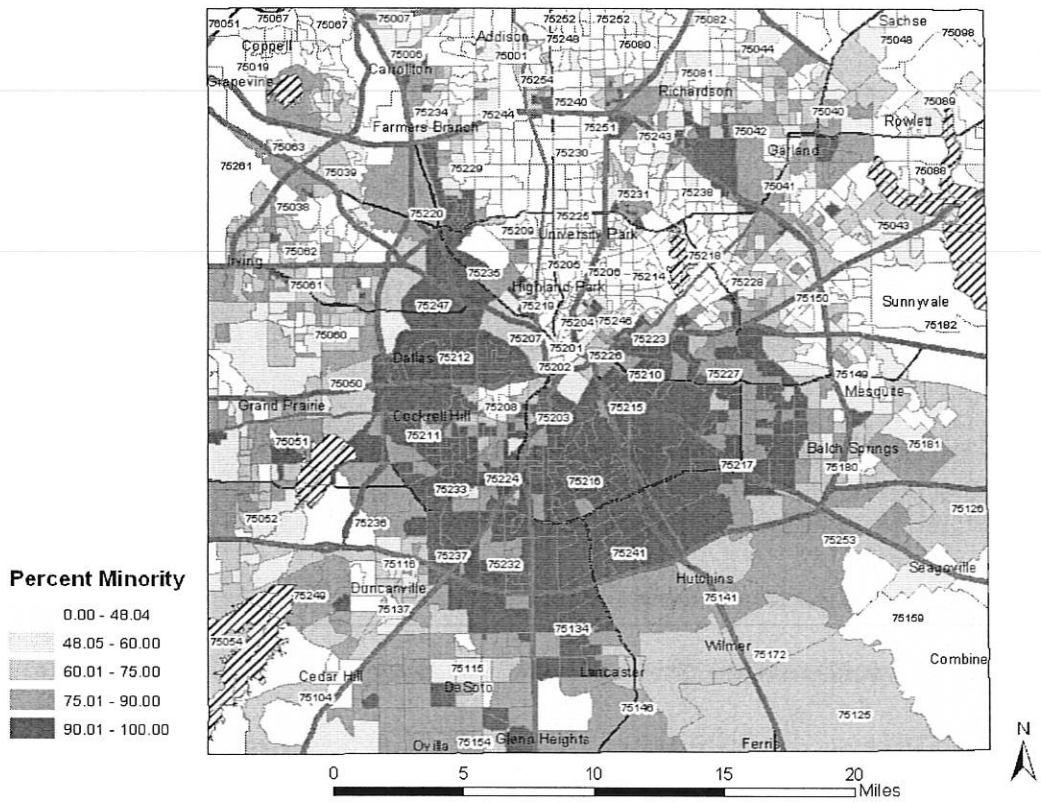 76051 75067 75067 75007 75252 75252 75082 Sachse
Coppell Addison 75248 75048 75098
75006 75001 75080 75044
75019 Carrollton 75254 75081
Grapevine Richardson 75089
75234 75244 75240 75040 Rowlett
Farmers Branch 75251 75243 75042
75063 75230 Garland
75261 75039 75229 75088
75231 75238 75041
75038 75220 75225
75209 University Park 75043
75062 75218
Irving 75235 75205 75206 75214
75061 Highland Park 75228
75247 75219 75150 Sunnyvale
75204 75246
75060 75207 75201 75223 75182
Dallas 75212 75202 75226
75050 75210 75227 75149
Mesquite
Grand Prairie Cockrell Hill 75208 75203 75215
75051 75211 Balch Springs 75181
75224 75217 75180
75233 75216
75052 75236 75126
75253
75237 75241
75116 75232 Seagoville
Duncanville Hutchins
75249 75137 75141
75054 75134 75159
Wilmer 75172 Combine
Cedar Hill 75115 Lancaster
75104 DeSoto
75146 75125
Ovilla 75154 Glenn Heights Ferris
Percent Minority
0.00 - 48.04
48.05 - 60.00
60.01 - 75.00
75.01 - 90.00
90.01 - 100.00
N
0 5 10 15 20
Miles